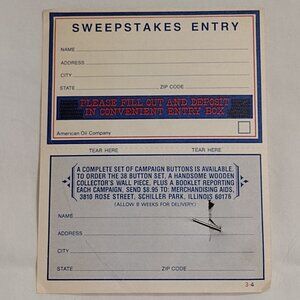 SWEEPSTAKES ENTRY
NAME
ADDRESS
CITY
STATE ZIP CODE
PLEASE FILL OUT AND DEPOSIT
IN CONVENIENT ENTRY BOX
American Oil Company
TEAR HERE TEAR HERE
A COMPLETE SET OF CAMPAIGN BUTTONS IS AVAILABLE.
TO ORDER THE 38 BUTTON SET, A HANDSOME WOODEN
COLLECTOR'S WALL PIECE, PLUS A BOOKLET REPORTING
EACH CAMPAIGN, SEND $8.95 TO: MERCHANDISING AIDS,
3810 ROSE STREET, SCHILLER PARK, ILLINOIS 60176
(ALLOW 8 WEEKS FOR DELIVERY)
NAME
ADDRESS
CITY
STATE ZIP CODE
3-4